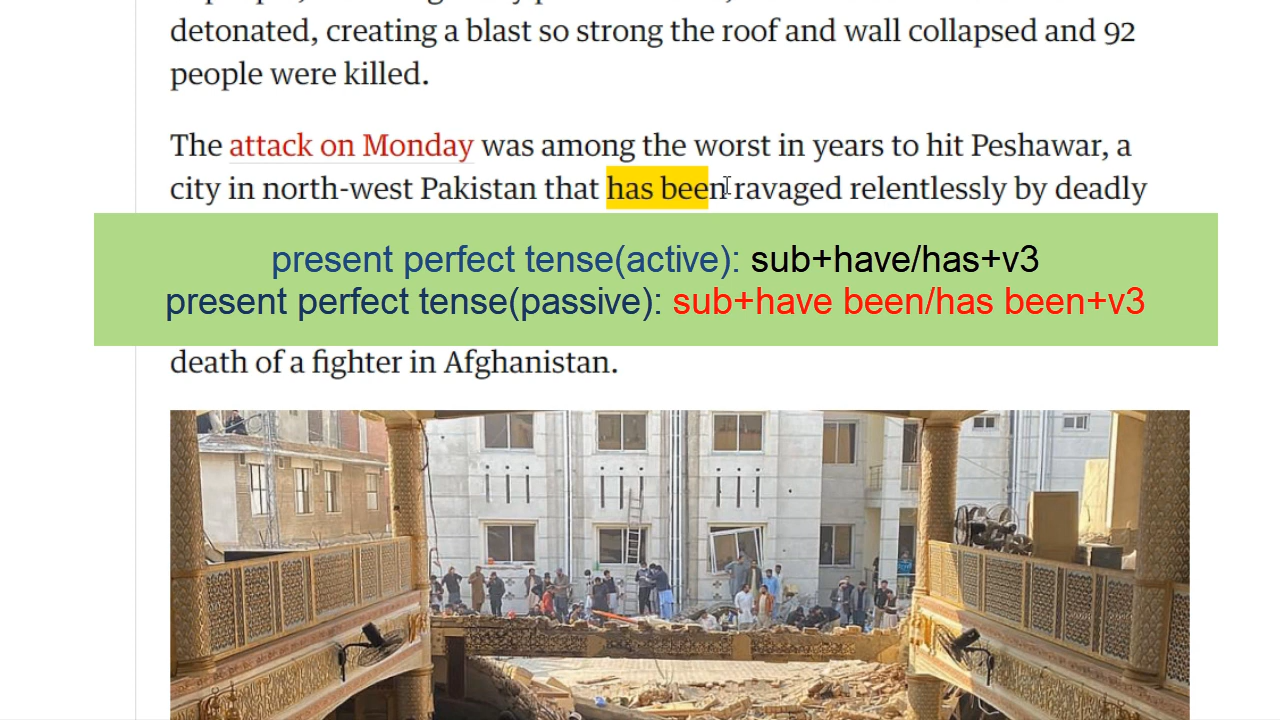 detonated, creating a blast so strong the roof and wall collapsed and 92
people were killed.
The attack on Monday was among the worst in years to hit Peshawar, a
city in north-west Pakistan that has been ravaged relentlessly by deadly
present perfect tense(active): sub+have/has+v3
present perfect tense(passive): sub+have been/has been+v3
death of a fighter in Afghanistan.